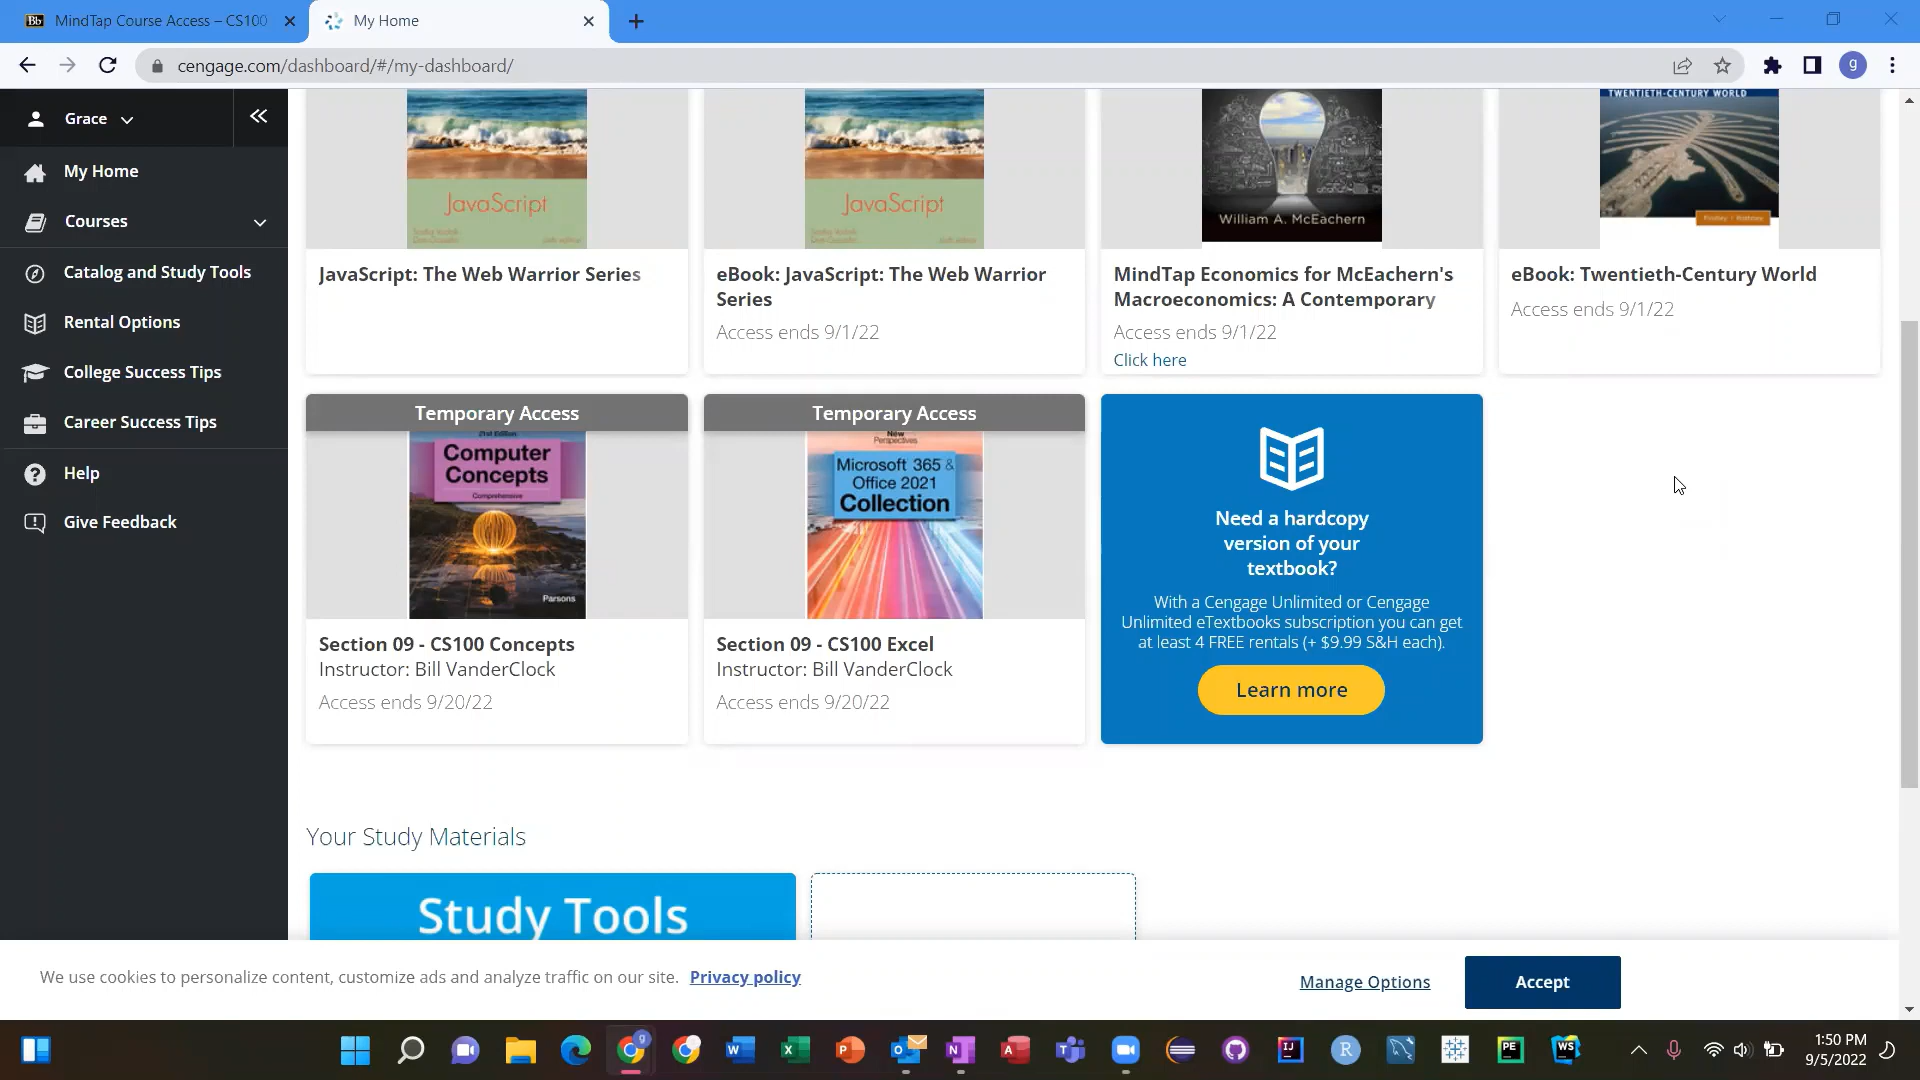 MindTap Course Access – CS100
My Home
cengage.com/dashboard/#/my-dashboard/
g
Grace
My Home
Courses
Catalog and Study Tools
Rental Options
College Success Tips
Career Success Tips
Help
Give Feedback
JavaScript
JavaScript
William A. McEachern
TWENTIETH-CENTURY WORLD
JavaScript: The Web Warrior Series
eBook: JavaScript: The Web Warrior
Series
Access ends 9/1/22
MindTap Economics for McEachern's
Macroeconomics: A Contemporary
Access ends 9/1/22
Click here
eBook: Twentieth-Century World
Access ends 9/1/22
Temporary Access
21st Edition
Computer
Concepts
Comprehensive
Parsons
Section 09 - CS100 Concepts
Instructor: Bill VanderClock
Access ends 9/20/22
Temporary Access
New
Perspectives
Microsoft 365 &
Office 2021
Collection
Section 09 - CS100 Excel
Instructor: Bill VanderClock
Access ends 9/20/22
Need a hardcopy
version of your
textbook?
With a Cengage Unlimited or Cengage
Unlimited eTextbooks subscription you can get
at least 4 FREE rentals (+ $9.99 S&H each).
Learn more
Your Study Materials
Study Tools
We use cookies to personalize content, customize ads and analyze traffic on our site. Privacy policy
Manage Options
Accept
1:50 PM
9/5/2022